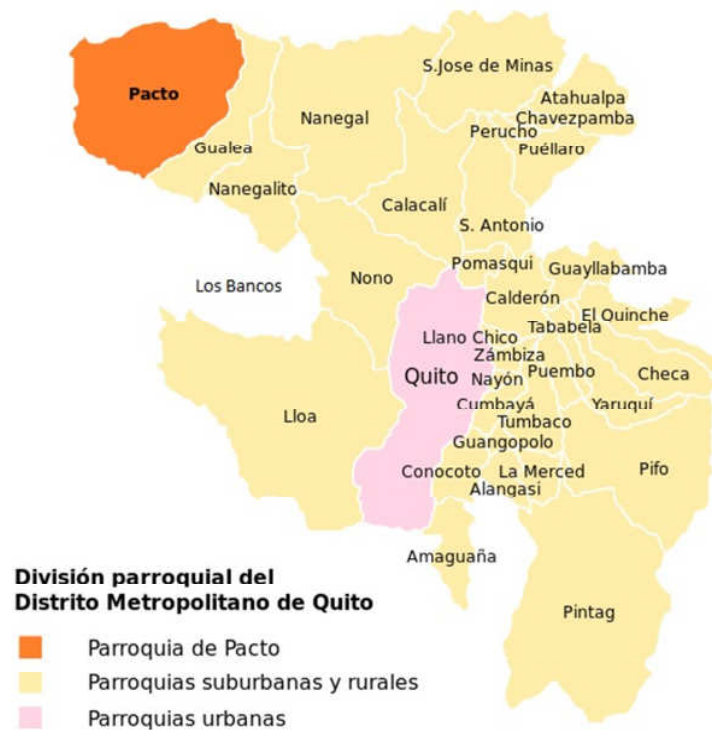 S.Jose de Minas
Pacto
Atahualpa
Nanegal
Chavezpamba
Perucho
Gualea
Puéllaro
Nanegalito
Calacalí
S. Antonio
Pomasqui
Guayllabamba
Nono
Los Bancos
Calderón
El Quinche
Tababela
Llano Chico
Zámbiza
Puembo
Checa
Quito
Nayón
Cumbayá
Yaruquí
Lloa
Tumbaco
Guangopolo
Conocoto
La Merced
Pifo
Alangasi
Amaguaña
Pintag
División parroquial del
Distrito Metropolitano de Quito
Parroquia de Pacto
Parroquias suburbanas y rurales
Parroquias urbanas